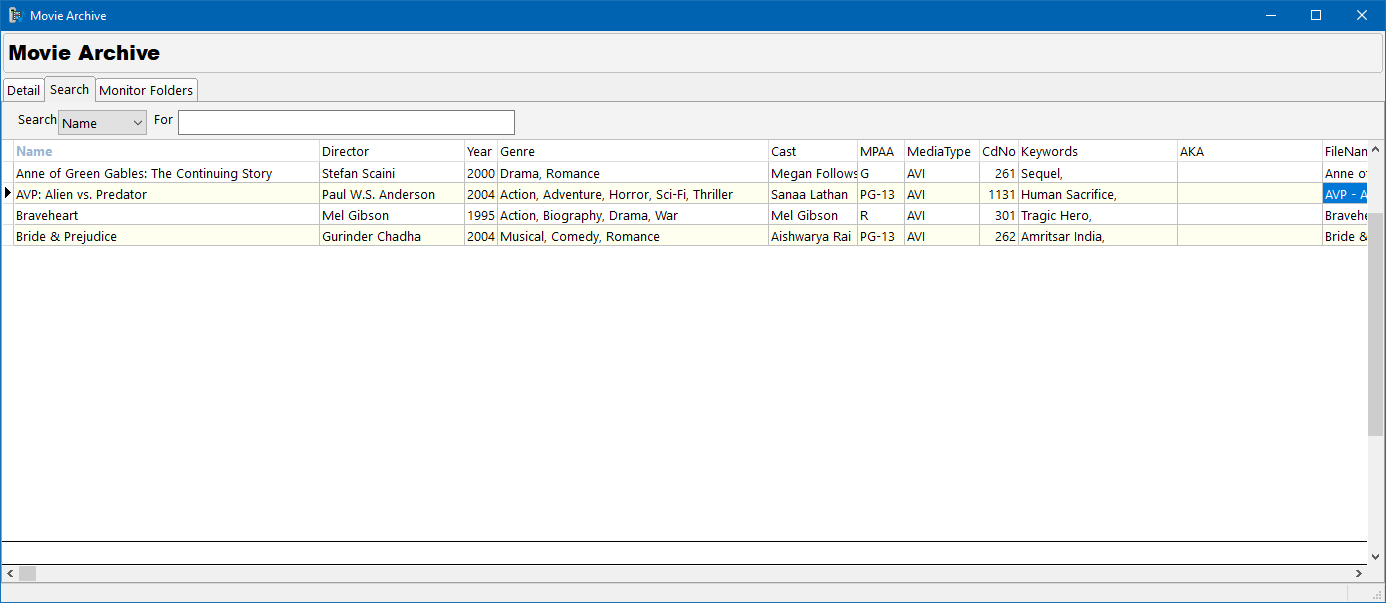 Movie Archive
Movie Archive
Detail Search Monitor Folders
Search Name For
Name Director Year Genre Cast MPAA MediaType CdNo Keywords AKA FileNam
Anne of Green Gables: The Continuing Story Stefan Scaini 2000 Drama, Romance Megan Follows G AVI 261 Sequel, Anne of
AVP: Alien vs. Predator Paul W.S. Anderson 2004 Action, Adventure, Horror, Sci-Fi, Thriller Sanaa Lathan PG-13 AVI 1131 Human Sacrifice, AVP - A
Braveheart Mel Gibson 1995 Action, Biography, Drama, War Mel Gibson R AVI 301 Tragic Hero, Bravehe
Bride & Prejudice Gurinder Chadha 2004 Musical, Comedy, Romance Aishwarya Rai PG-13 AVI 262 Amritsar India, Bride &